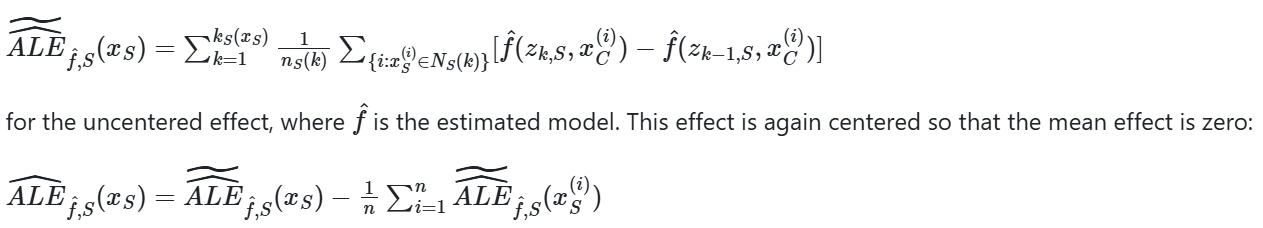 $\widetilde{\widehat{ALE}}_{\hat{f},S}(x_S) = \sum_{k=1}^{k_S(x_S)} \frac{1}{n_S(k)} \sum_{\{i:x_S^{(i)} \in N_S(k)\}} [\hat{f}(z_{k,S}, x_C^{(i)}) - \hat{f}(z_{k-1,S}, x_C^{(i)})]$
for the uncentered effect, where $\hat{f}$ is the estimated model. This effect is again centered so that the mean effect is zero:
$\widehat{ALE}_{\hat{f},S}(x_S) = \widetilde{\widehat{ALE}}_{\hat{f},S}(x_S) - \frac{1}{n} \sum_{i=1}^{n} \widetilde{\widehat{ALE}}_{\hat{f},S}(x_S^{(i)})$